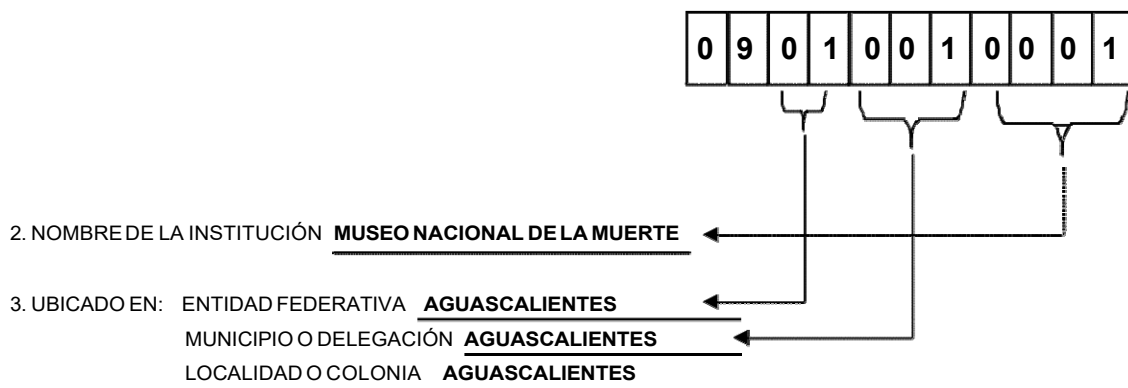 0 9 0 1 0 0 1 0 0 0 1
2. NOMBRE DE LA INSTITUCIÓN MUSEO NACIONAL DE LA MUERTE
3. UBICADO EN: ENTIDAD FEDERATIVA AGUASCALIENTES
MUNICIPIO O DELEGACIÓN AGUASCALIENTES
LOCALIDAD O COLONIA AGUASCALIENTES